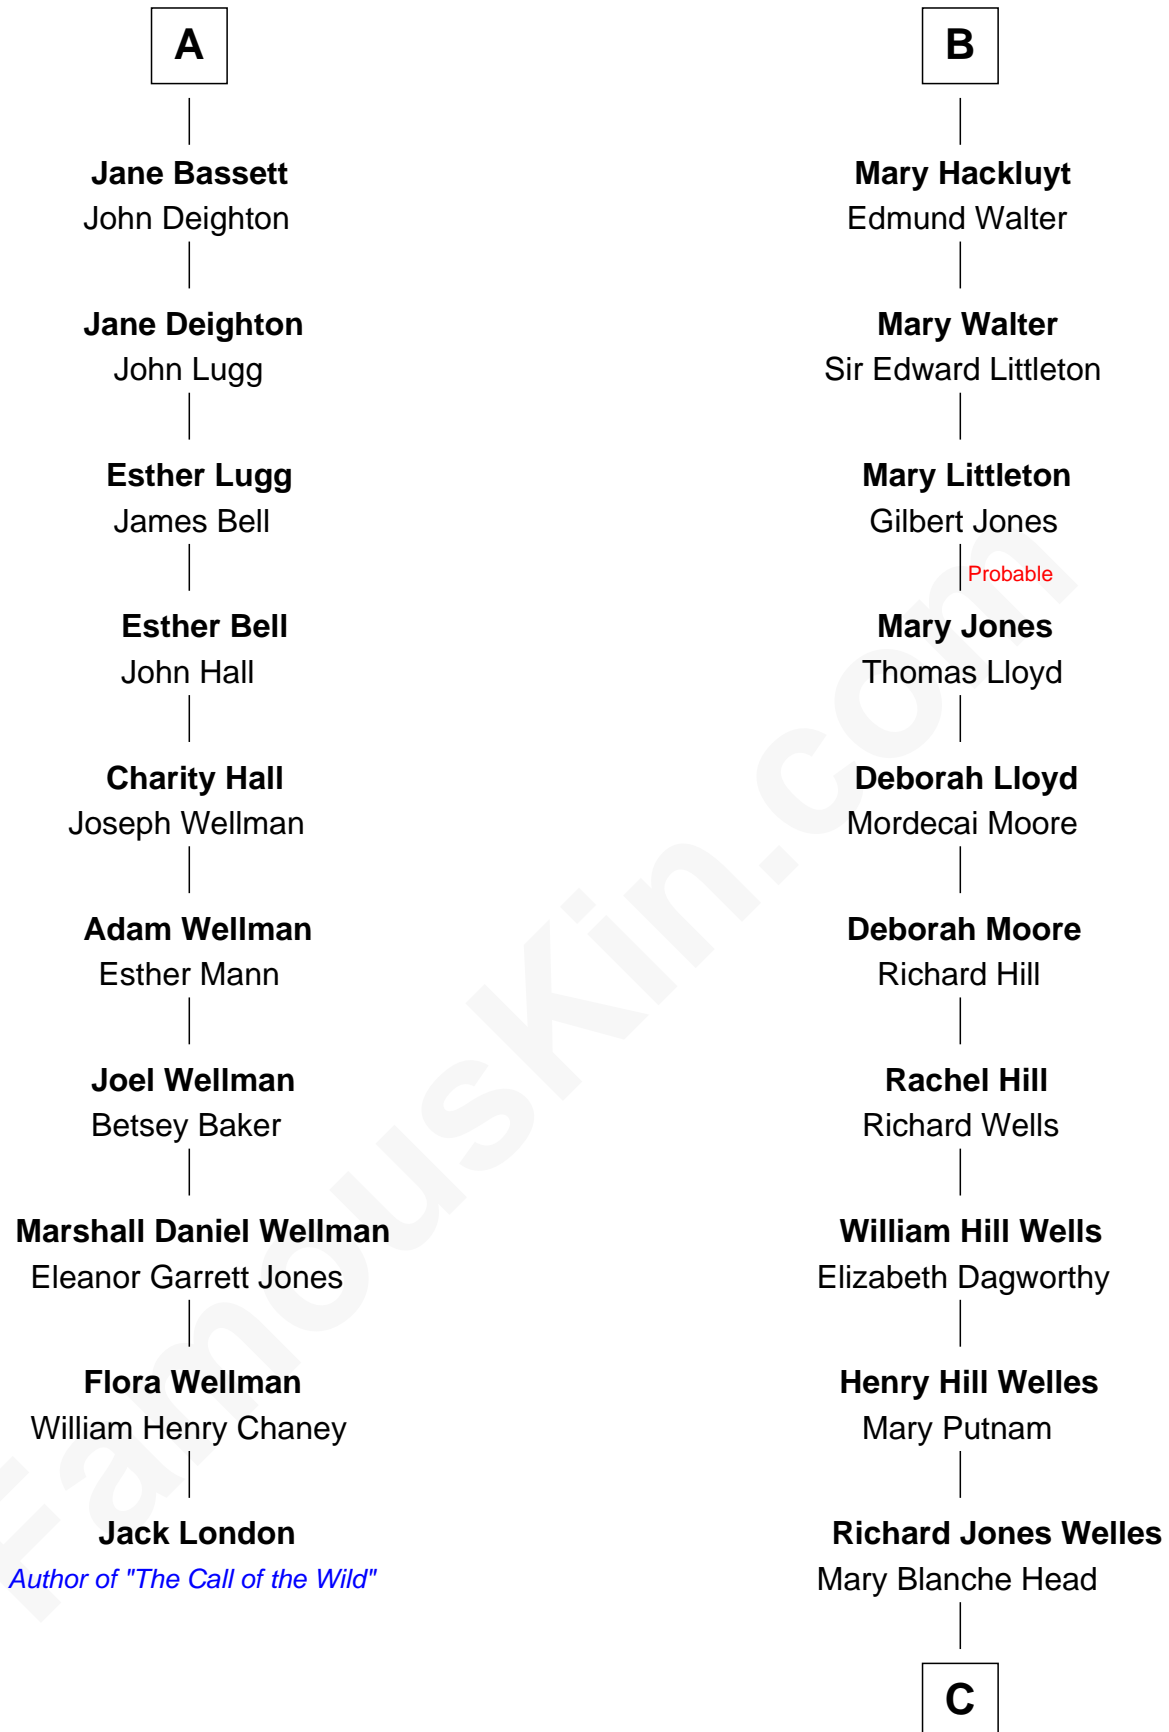 A
Jane Bassett
John Deighton
Jane Deighton
John Lugg
Esther Lugg
James Bell
Esther Bell
John Hall
Charity Hall
Joseph Wellman
Adam Wellman
Esther Mann
Joel Wellman
Betsey Baker
Marshall Daniel Wellman
Eleanor Garrett Jones
Flora Wellman
William Henry Chaney
Jack London
Author of "The Call of the Wild"
B
Mary Hackluyt
Edmund Walter
Mary Walter
Sir Edward Littleton
Mary Littleton
Gilbert Jones
Probable
Mary Jones
Thomas Lloyd
Deborah Lloyd
Mordecai Moore
Deborah Moore
Richard Hill
Rachel Hill
Richard Wells
William Hill Wells
Elizabeth Dagworthy
Henry Hill Welles
Mary Putnam
Richard Jones Welles
Mary Blanche Head
C
FamousKin.com